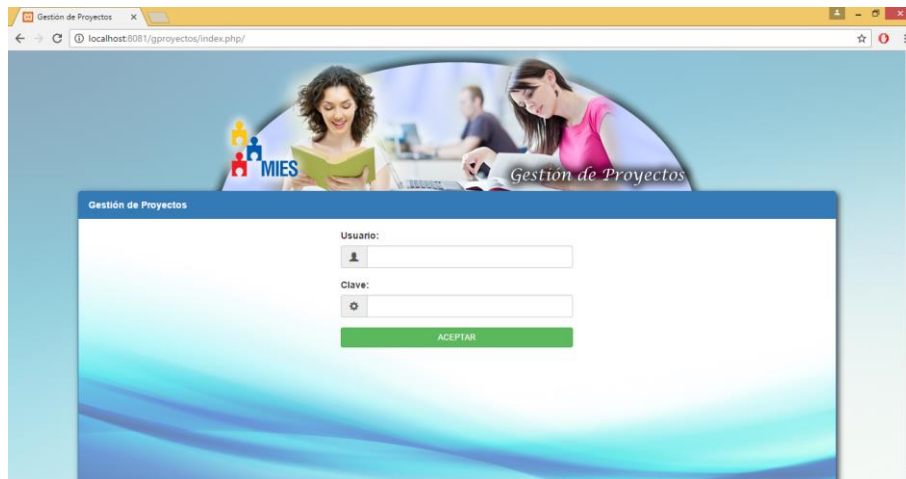 Gestión de Proyectos
localhost:8081/gproyectos/index.php/
MIES
Gestión de Proyectos
Gestión de Proyectos
Usuario:
Clave:
ACEPTAR